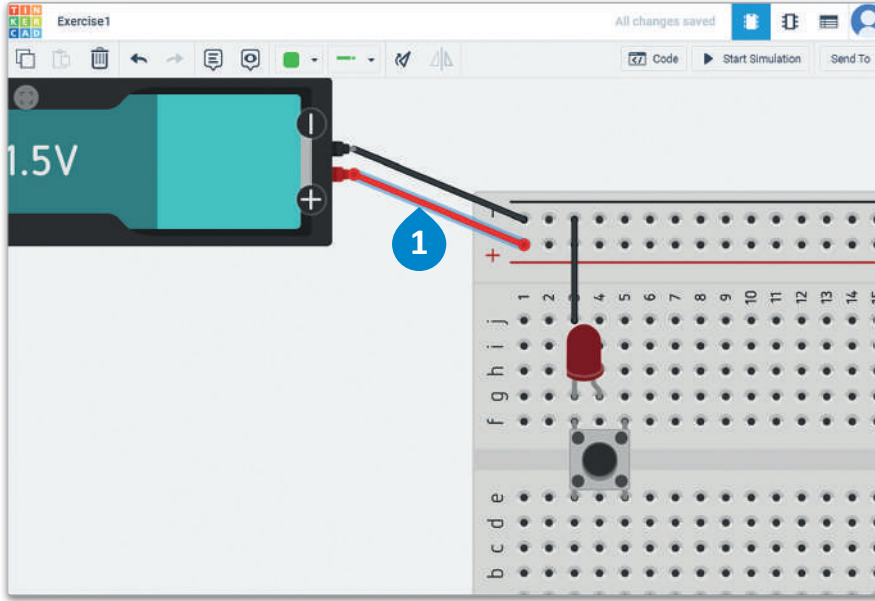 TIN
KER
CAD
Exercise1
All changes saved
Code
Start Simulation
Send To
1.5V
1
-
+
1 2 3 4 5 6 7 8 9 10 11 12 13 14 15
j
i
h
g
f
e
d
c
b